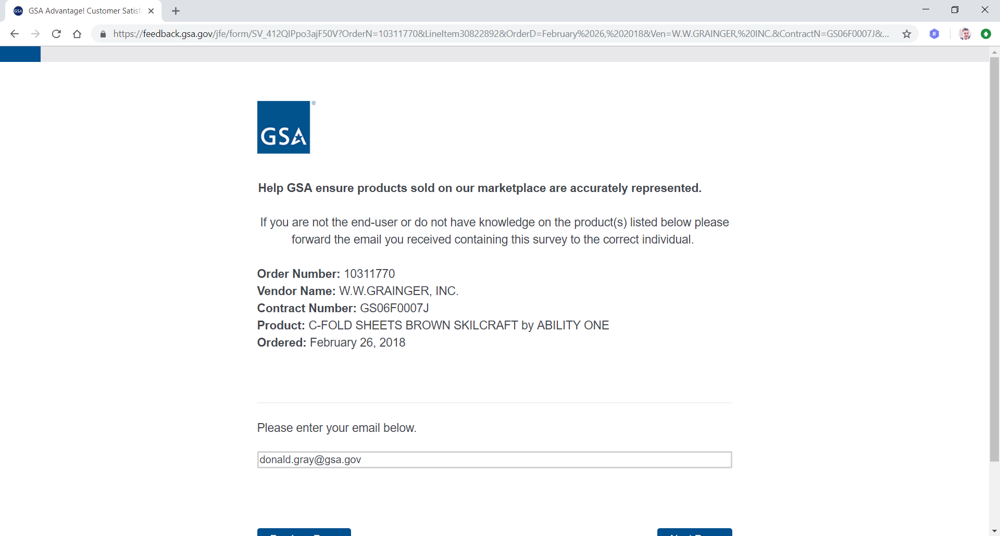 GSA GSA Advantage! Customer Satisf
https://feedback.gsa.gov/jfe/form/SV_412QIPpo3ajF50V?OrderN=10311770&LineItem30822892&OrderD=February%2026,%202018&Ven=W.W.GRAINGER,%20INC.&ContractN=GS06F0007J&... R
GSA ®
Help GSA ensure products sold on our marketplace are accurately represented.
If you are not the end-user or do not have knowledge on the product(s) listed below please
forward the email you received containing this survey to the correct individual.
Order Number: 10311770
Vendor Name: W.W.GRAINGER, INC.
Contract Number: GS06F0007J
Product: C-FOLD SHEETS BROWN SKILCRAFT by ABILITY ONE
Ordered: February 26, 2018
Please enter your email below.
donald.gray@gsa.gov